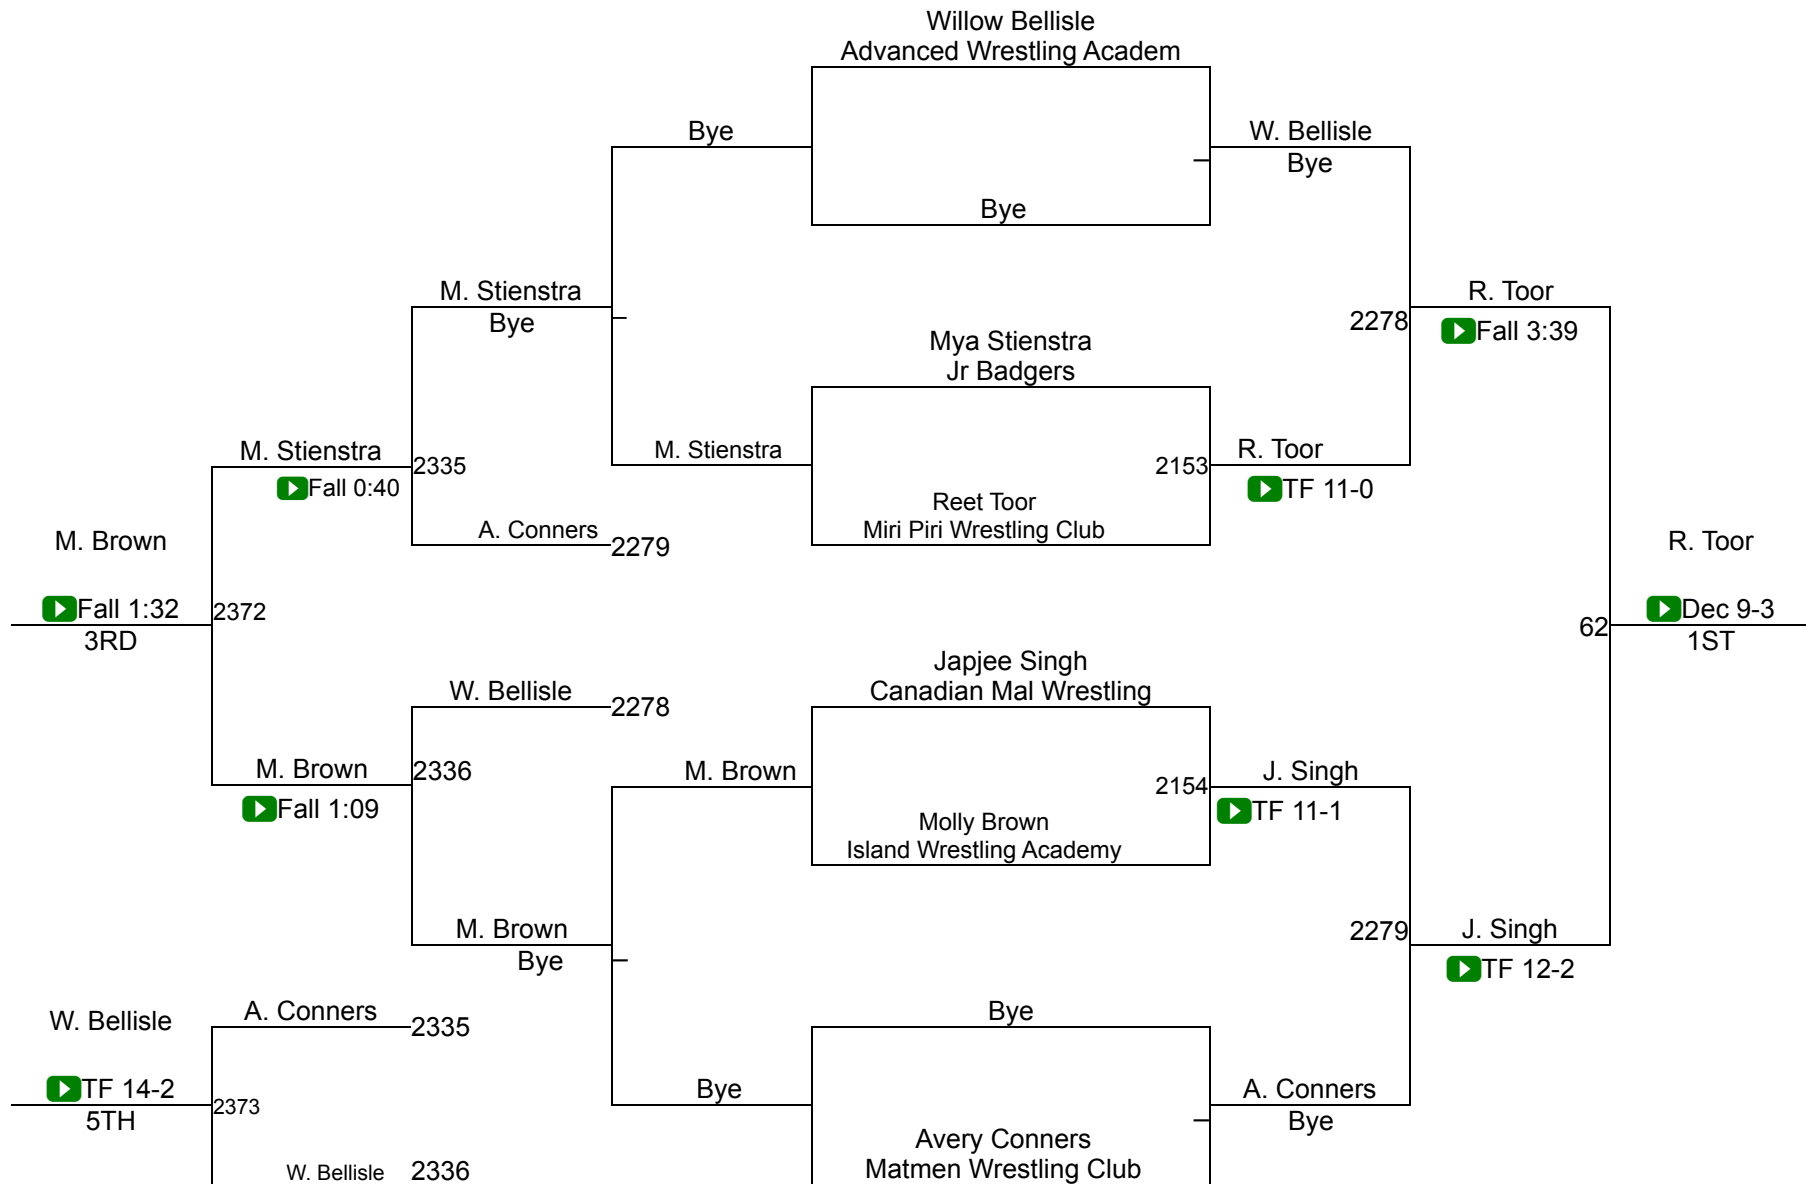 Willow Bellisle
Advanced Wrestling Academ
Bye
W. Bellisle
Bye
Bye
M. Stienstra
Bye
R. Toor
2278
Fall 3:39
Mya Stienstra
Jr Badgers
M. Stienstra
2335
Fall 0:40
M. Stienstra
2153
R. Toor
TF 11-0
Reet Toor
Miri Piri Wrestling Club
A. Conners
2279
M. Brown
Fall 1:32
3RD
2372
R. Toor
62
Dec 9-3
1ST
Japjee Singh
Canadian Mal Wrestling
W. Bellisle
2278
M. Brown
2336
Fall 1:09
M. Brown
2154
J. Singh
TF 11-1
Molly Brown
Island Wrestling Academy
M. Brown
Bye
2279
J. Singh
TF 12-2
W. Bellisle
TF 14-2
5TH
A. Conners
2335
2373
W. Bellisle
2336
Bye
Bye
A. Conners
Bye
Avery Conners
Matmen Wrestling Club